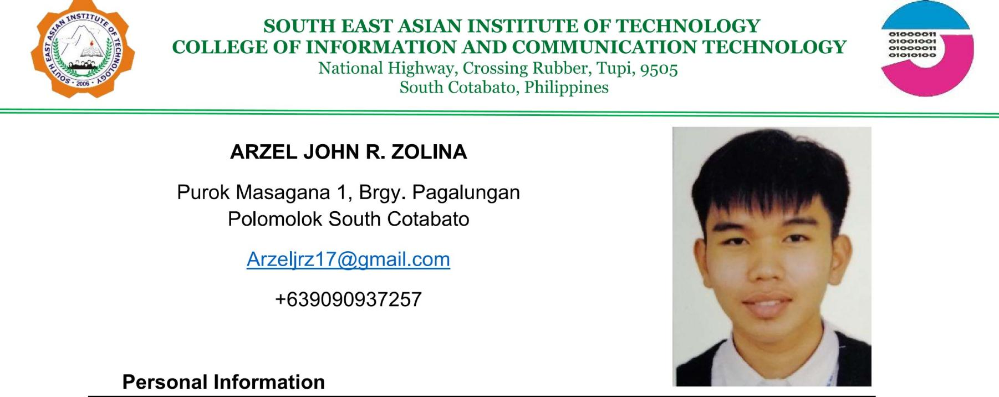 SOUTH EAST ASIAN INSTITUTE OF TECHNOLOGY
· 2006 ·
SOUTH EAST ASIAN INSTITUTE OF TECHNOLOGY
COLLEGE OF INFORMATION AND COMMUNICATION TECHNOLOGY
National Highway, Crossing Rubber, Tupi, 9505
South Cotabato, Philippines
01000011
01001001
01000011
01010100
ARZEL JOHN R. ZOLINA
Purok Masagana 1, Brgy. Pagalungan
Polomolok South Cotabato
Arzeljrz17@gmail.com
+639090937257
Personal Information